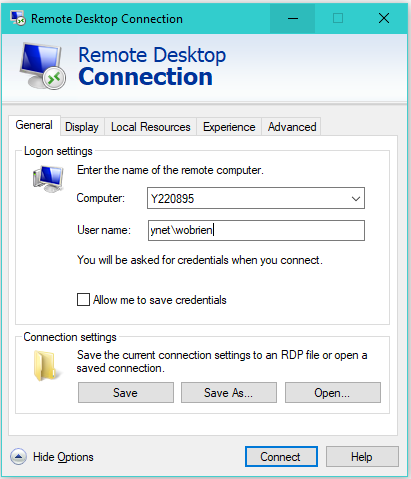 Remote Desktop Connection
Remote Desktop
Connection
General Display Local Resources Experience Advanced
Logon settings
Enter the name of the remote computer.
Computer: Y220895
User name: ynet\wobrien
You will be asked for credentials when you connect.
Allow me to save credentials
Connection settings
Save the current connection settings to an RDP file or open a
saved connection.
Save Save As... Open...
Hide Options Connect Help